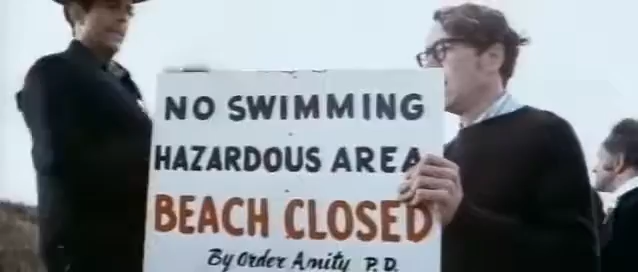 NO SWIMMING
HAZARDOUS AREA
BEACH CLOSED
By Order Amity P.D.